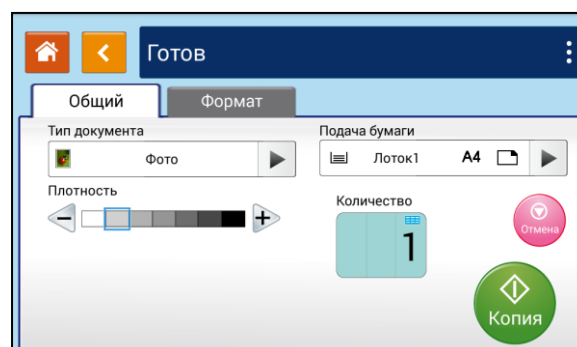 Готов
Общий
Формат
Тип документа
Подача бумаги
Фото
Лоток1 A4
Плотность
Количество
1
Отмена
Копия